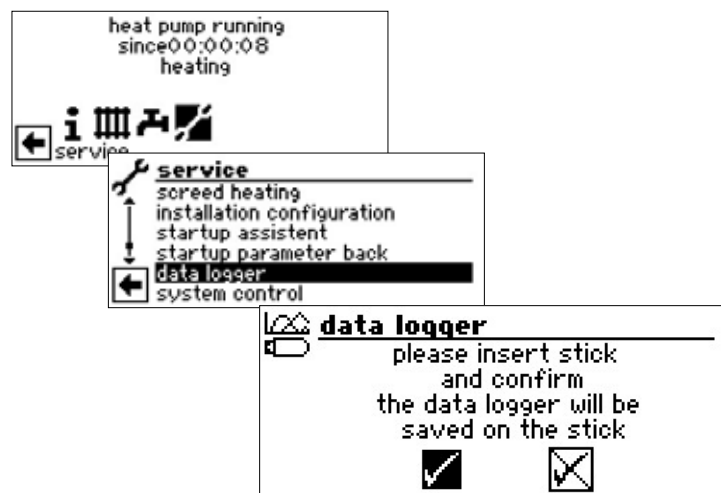 heat pump running
since00:00:08
heating
service
service
screed heating
installation configuration
startup assistent
startup parameter back
data logger
system control
data logger
please insert stick
and confirm
the data logger will be
saved on the stick